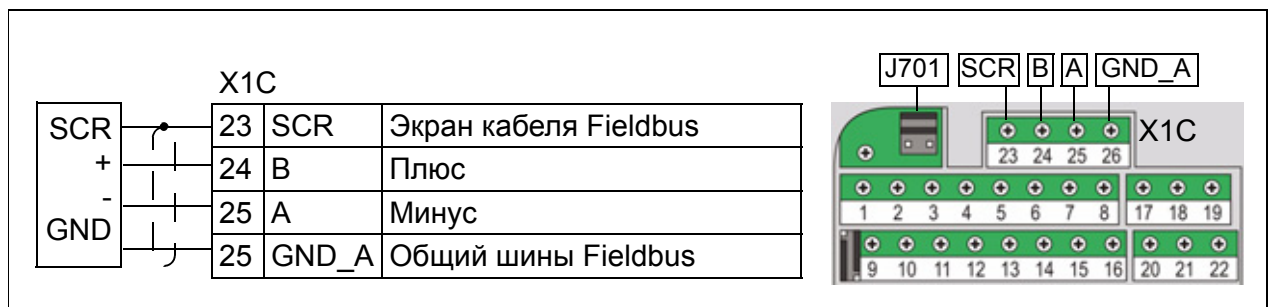 X1C
SCR 23 SCR Экран кабеля Fieldbus
+ 24 B Плюс
- 25 A Минус
GND 25 GND_A Общий шины Fieldbus
J701 SCR B A GND_A
X1C
23 24 25 26
1 2 3 4 5 6 7 8 17 18 19
9 10 11 12 13 14 15 16 20 21 22